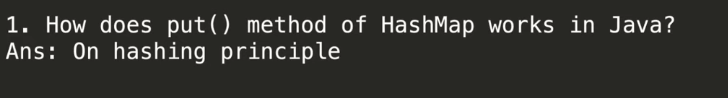 1. How does put() method of HashMap works in Java?
Ans: On hashing principle